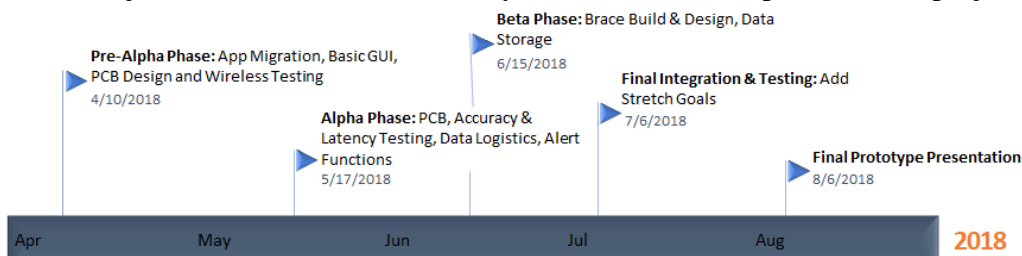 Pre-Alpha Phase: App Migration, Basic GUI,
PCB Design and Wireless Testing
4/10/2018
Alpha Phase: PCB, Accuracy &
Latency Testing, Data Logistics, Alert
Functions
5/17/2018
Beta Phase: Brace Build & Design, Data
Storage
6/15/2018
Final Integration & Testing: Add
Stretch Goals
7/6/2018
Final Prototype Presentation
8/6/2018
Apr May Jun Jul Aug 2018